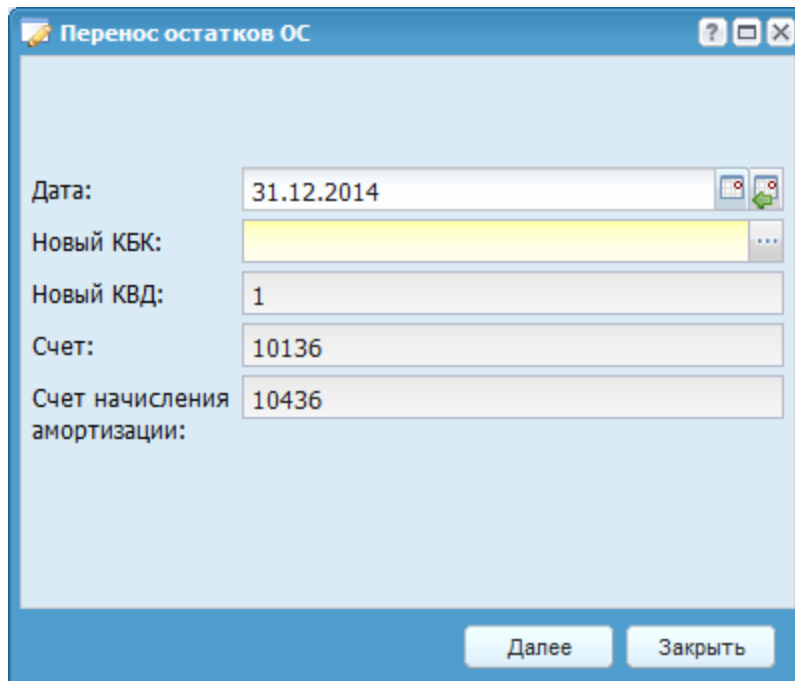 Перенос остатков ОС
Дата: 31.12.2014
Новый КБК:
Новый КВД: 1
Счет: 10136
Счет начисления 10436
амортизации:
Далее Закрыть